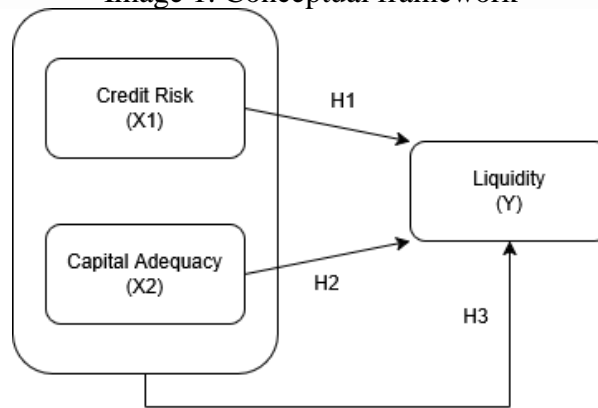 Image 1. Conceptual framework
Credit Risk
(X1)
H1
Liquidity
(Y)
Capital Adequacy
(X2)
H2
H3